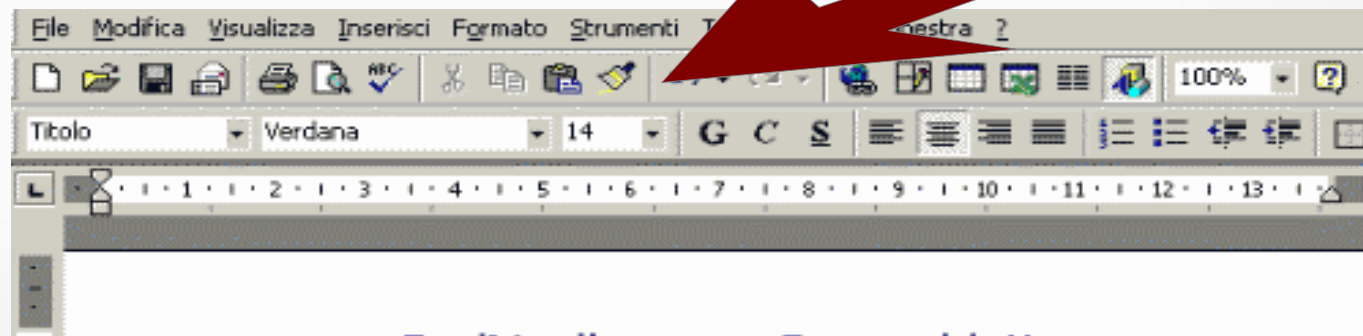 File Modifica Visualizza Inserisci Formato Strumenti ?
ABC 100%
Titolo Verdana 14 G C S
L 1 2 3 4 5 6 7 8 9 10 11 12 13